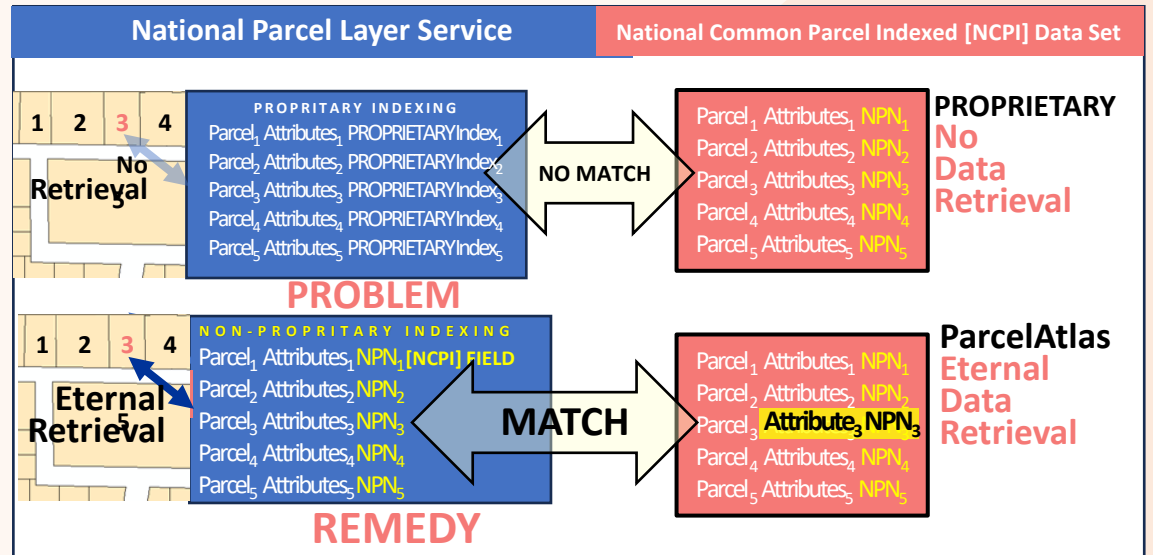 National Parcel Layer Service
National Common Parcel Indexed [NCPI] Data Set
1 2 3 4
No
Retrieval
5
PROPRITARY INDEXING
Parcel₁ Attributes₁ PROPRIETARYIndex₁
Parcel₂ Attributes₂ PROPRIETARYIndex₂
Parcel₃ Attributes₃ PROPRIETARYIndex₃
Parcel₄ Attributes₄ PROPRIETARYIndex₄
Parcel₅ Attributes₅ PROPRIETARYIndex₅
NO MATCH
Parcel₁ Attributes₁ NPN₁
Parcel₂ Attributes₂ NPN₂
Parcel₃ Attributes₃ NPN₃
Parcel₄ Attributes₄ NPN₄
Parcel₅ Attributes₅ NPN₅
PROPRIETARY
No
Data
Retrieval
PROBLEM
1 2 3 4
Eternal
5
Retrieval
NON-PROPRITARY INDEXING
Parcel₁ Attributes₁ NPN₁ [NCPI] FIELD
Parcel₂ Attributes₂ NPN₂
Parcel₃ Attributes₃ NPN₃
Parcel₄ Attributes₄ NPN₄
Parcel₅ Attributes₅ NPN₅
MATCH
Parcel₁ Attributes₁ NPN₁
Parcel₂ Attributes₂ NPN₂
Parcel₃ Attribute₃ NPN₃
Parcel₄ Attributes₄ NPN₄
Parcel₅ Attributes₅ NPN₅
ParcelAtlas
Eternal
Data
Retrieval
REMEDY